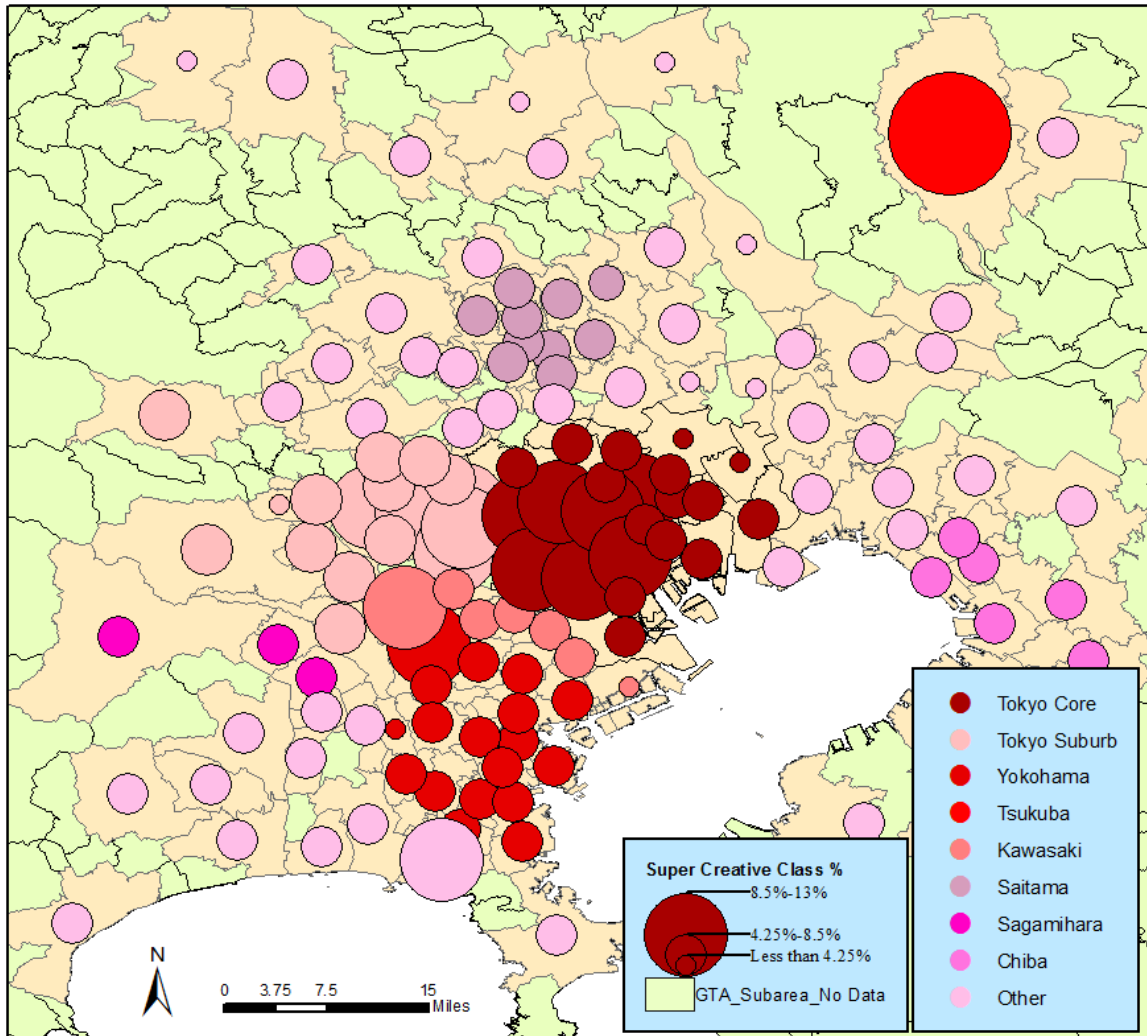 Tokyo Core
Tokyo Suburb
Yokohama
Tsukuba
Kawasaki
Saitama
Sagamihara
Chiba
Other
Super Creative Class %
8.5%-13%
4.25%-8.5%
Less than 4.25%
GTA_Subarea_No Data
N
0 3.75 7.5 15
Miles